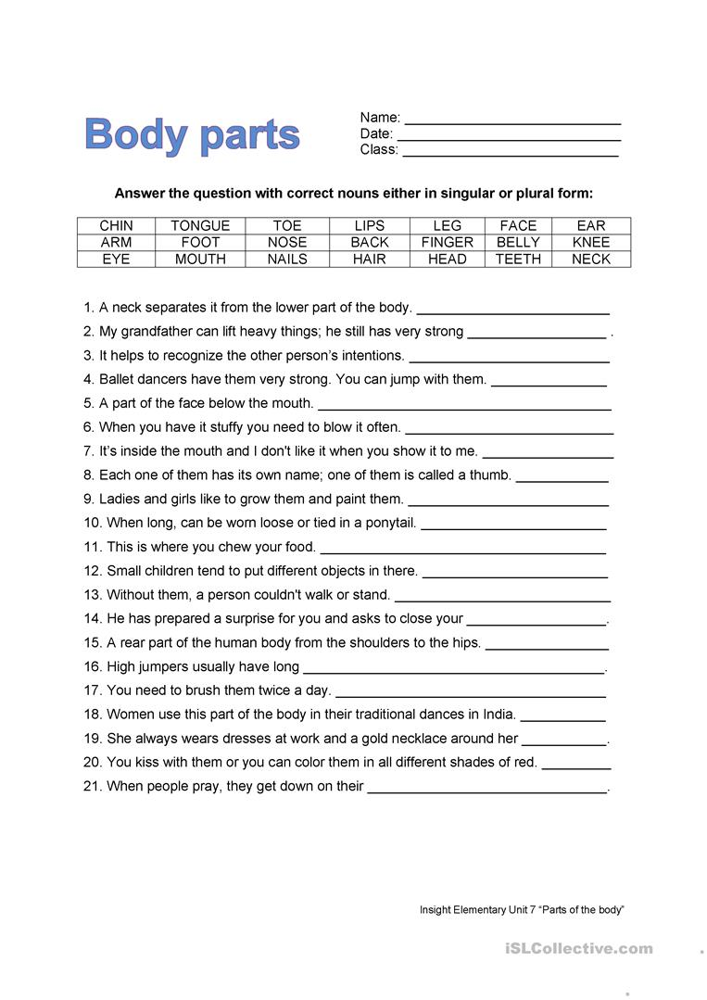 Body parts
Name: ____________________________
Date: _____________________________
Class: ____________________________
Answer the question with correct nouns either in singular or plural form:
CHIN TONGUE TOE LIPS LEG FACE EAR
ARM FOOT NOSE BACK FINGER BELLY KNEE
EYE MOUTH NAILS HAIR HEAD TEETH NECK
1. A neck separates it from the lower part of the body. _________________________
2. My grandfather can lift heavy things; he still has very strong __________________ .
3. It helps to recognize the other person’s intentions. __________________________
4. Ballet dancers have them very strong. You can jump with them. _______________
5. A part of the face below the mouth. ______________________________________
6. When you have it stuffy you need to blow it often. ___________________________
7. It’s inside the mouth and I don't like it when you show it to me. _________________
8. Each one of them has its own name; one of them is called a thumb. ____________
9. Ladies and girls like to grow them and paint them. __________________________
10. When long, can be worn loose or tied in a ponytail. ________________________
11. This is where you chew your food. _____________________________________
12. Small children tend to put different objects in there. ________________________
13. Without them, a person couldn't walk or stand. ____________________________
14. He has prepared a surprise for you and asks to close your __________________.
15. A rear part of the human body from the shoulders to the hips. ________________
16. High jumpers usually have long _______________________________________.
17. You need to brush them twice a day. ___________________________________
18. Women use this part of the body in their traditional dances in India. ___________
19. She always wears dresses at work and a gold necklace around her ___________.
20. You kiss with them or you can color them in all different shades of red. _________
21. When people pray, they get down on their _______________________________.
Insight Elementary Unit 7 “Parts of the body”
iSLCollective.com